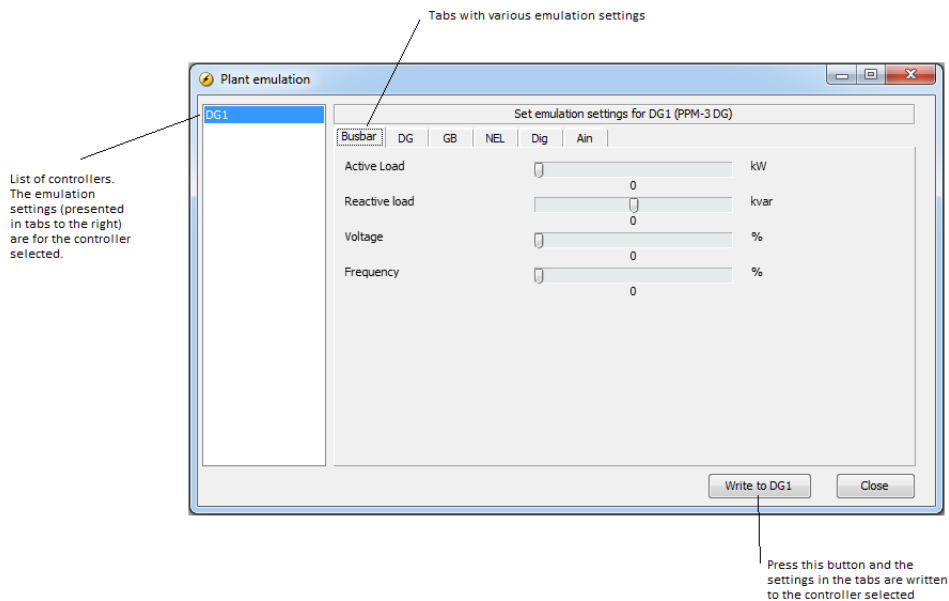 Tabs with various emulation settings
Plant emulation
DG1
Set emulation settings for DG1 (PPM-3 DG)
Busbar DG GB NEL Dig Ain
Active Load kW
0
Reactive load kvar
0
Voltage %
0
Frequency %
0
List of controllers.
The emulation
settings (presented
in tabs to the right)
are for the controller
selected.
Write to DG1 Close
Press this button and the
settings in the tabs are written
to the controller selected